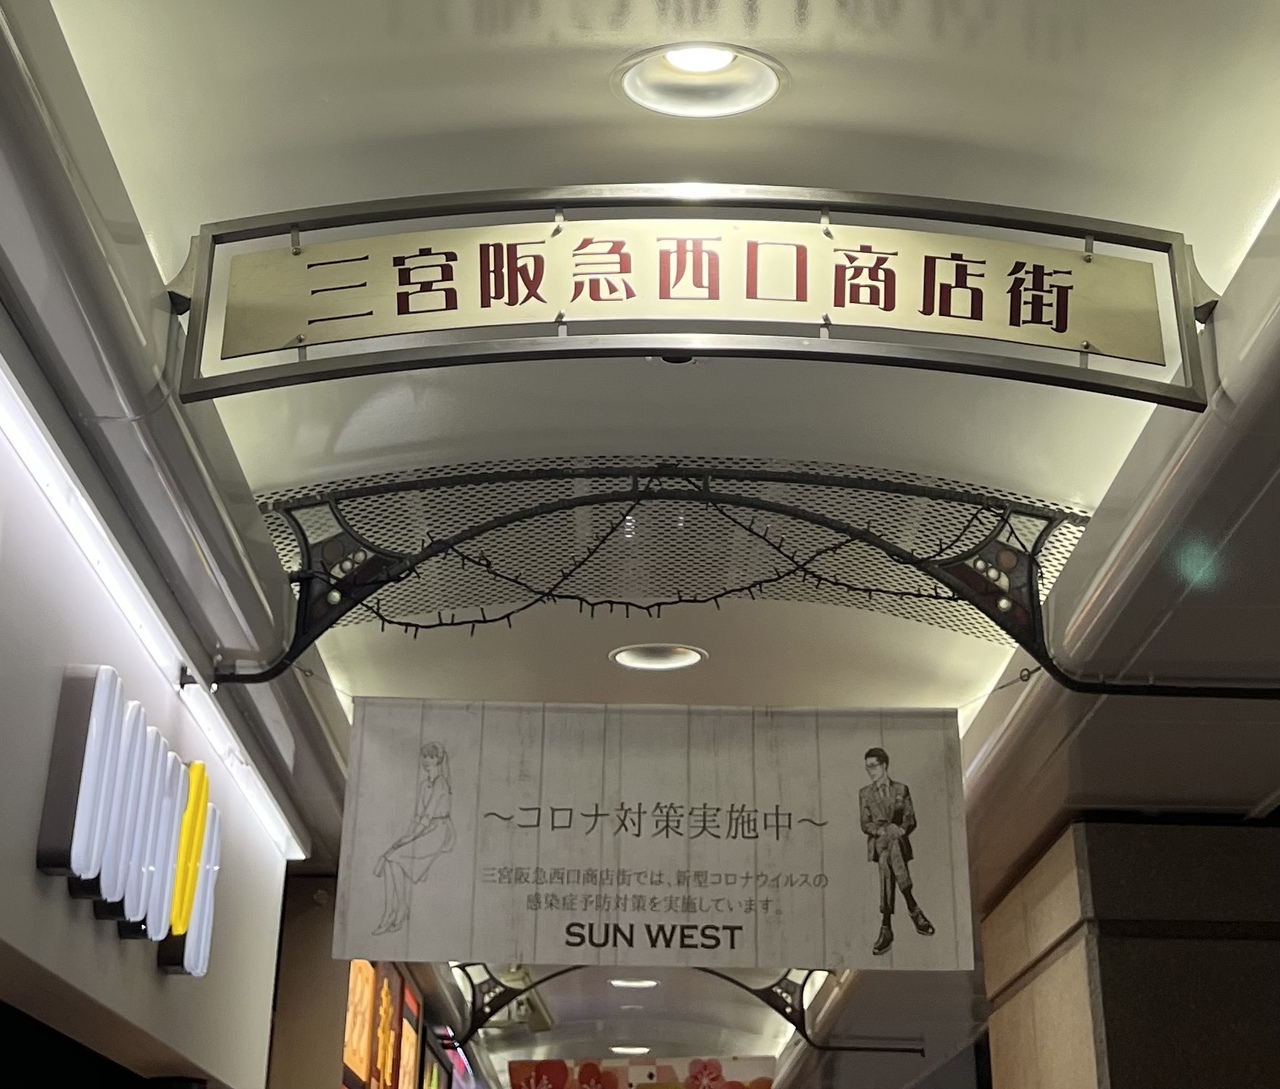 三宮阪急西口商店街
～コロナ対策実施中～
三宮阪急西口商店街では、新型コロナウイルスの
感染症予防対策を実施しています。
SUN WEST